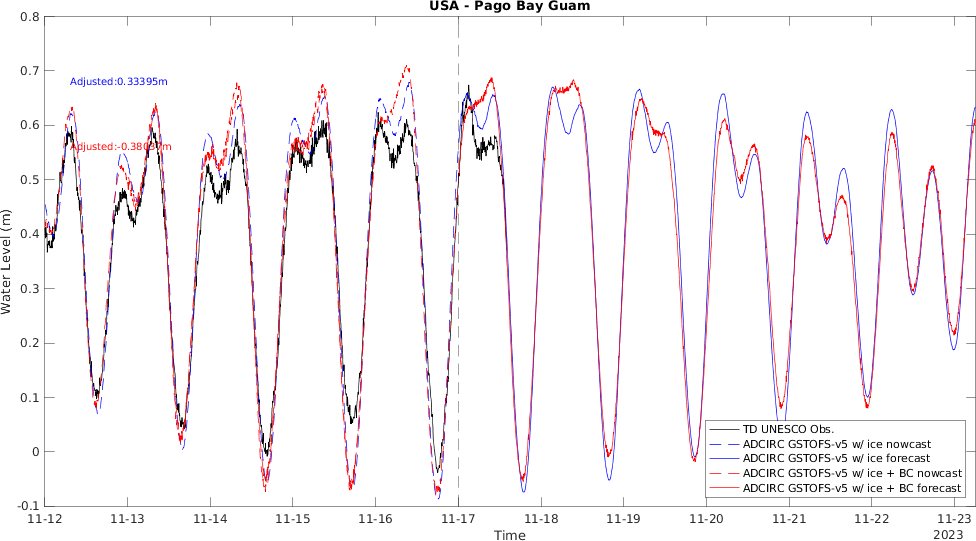 USA - Pago Bay Guam
0.8
0.7
0.6
0.5
0.4
0.3
0.2
0.1
0
-0.1
Water Level (m)
Adjusted:0.33395m
TD UNESCO Obs.
ADCIRC GSTOFS-v5 w/ ice nowcast
ADCIRC GSTOFS-v5 w/ ice forecast
ADCIRC GSTOFS-v5 w/ ice + BC nowcast
ADCIRC GSTOFS-v5 w/ ice + BC forecast
11-12 11-13 11-14 11-15 11-16 11-17 11-18 11-19 11-20 11-21 11-22 11-23
Time
2023